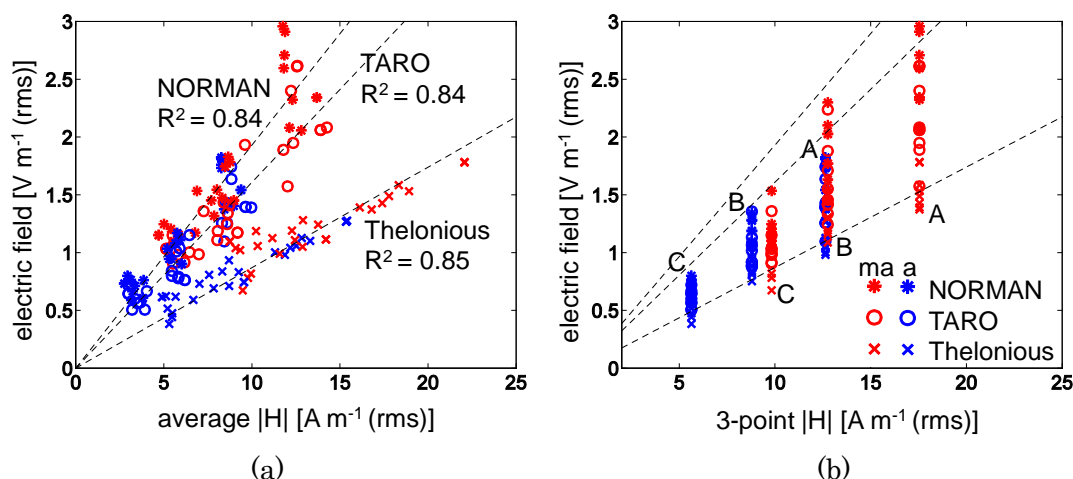 3
2.5
2
1.5
1
0.5
0
electric field [V m⁻¹ (rms)]
NORMAN
R² = 0.84
TARO
R² = 0.84
Thelonious
R² = 0.85
0 5 10 15 20 25
average |H| [A m⁻¹ (rms)]
(a)
3
2.5
2
1.5
1
0.5
0
electric field [V m⁻¹ (rms)]
A
B
C
A
B
C
ma a
NORMAN
TARO
Thelonious
5 10 15 20 25
3-point |H| [A m⁻¹ (rms)]
(b)